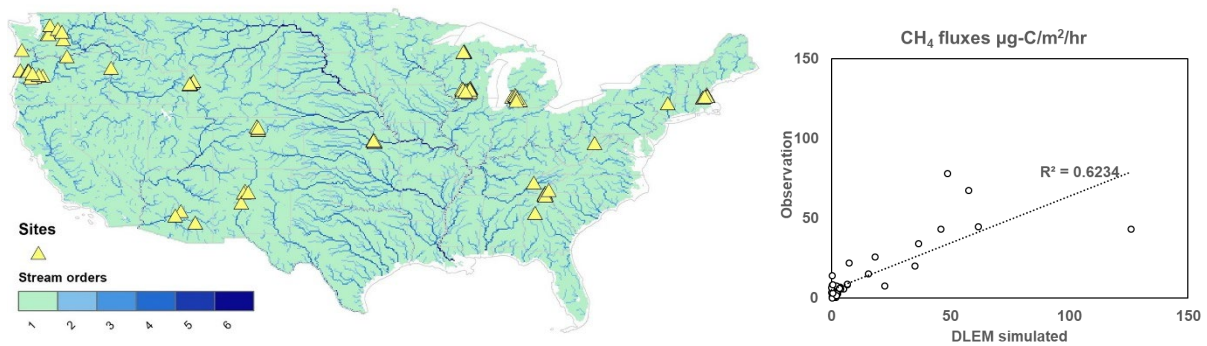 Sites
Stream orders
1 2 3 4 5 6
CH₄ fluxes µg-C/m²/hr
150
100
50
0
Observation
R² = 0.6234
0 50 100 150
DLEM simulated